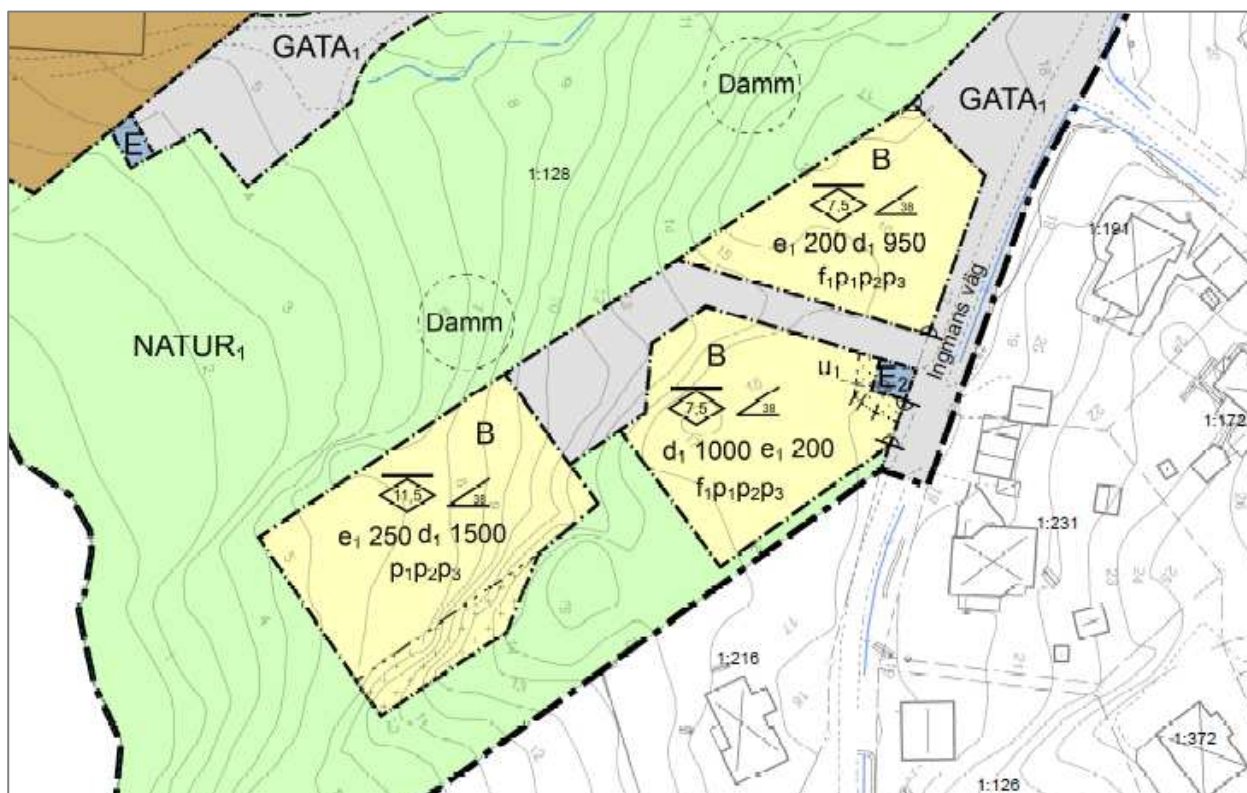 GATA₁
Damm
GATA₁
E
1:128
B
7,5 38
e₁ 200 d₁ 950
f₁p₁p₂p₃
1:191
Damm
NATUR₁
Ingmans väg
B
u₁
E₂
7,5 38
d₁ 1000 e₁ 200
f₁p₁p₂p₃
1:172
B
11,5 38
e₁ 250 d₁ 1500
p₁p₂p₃
1:231
1:216
1:372
1:126